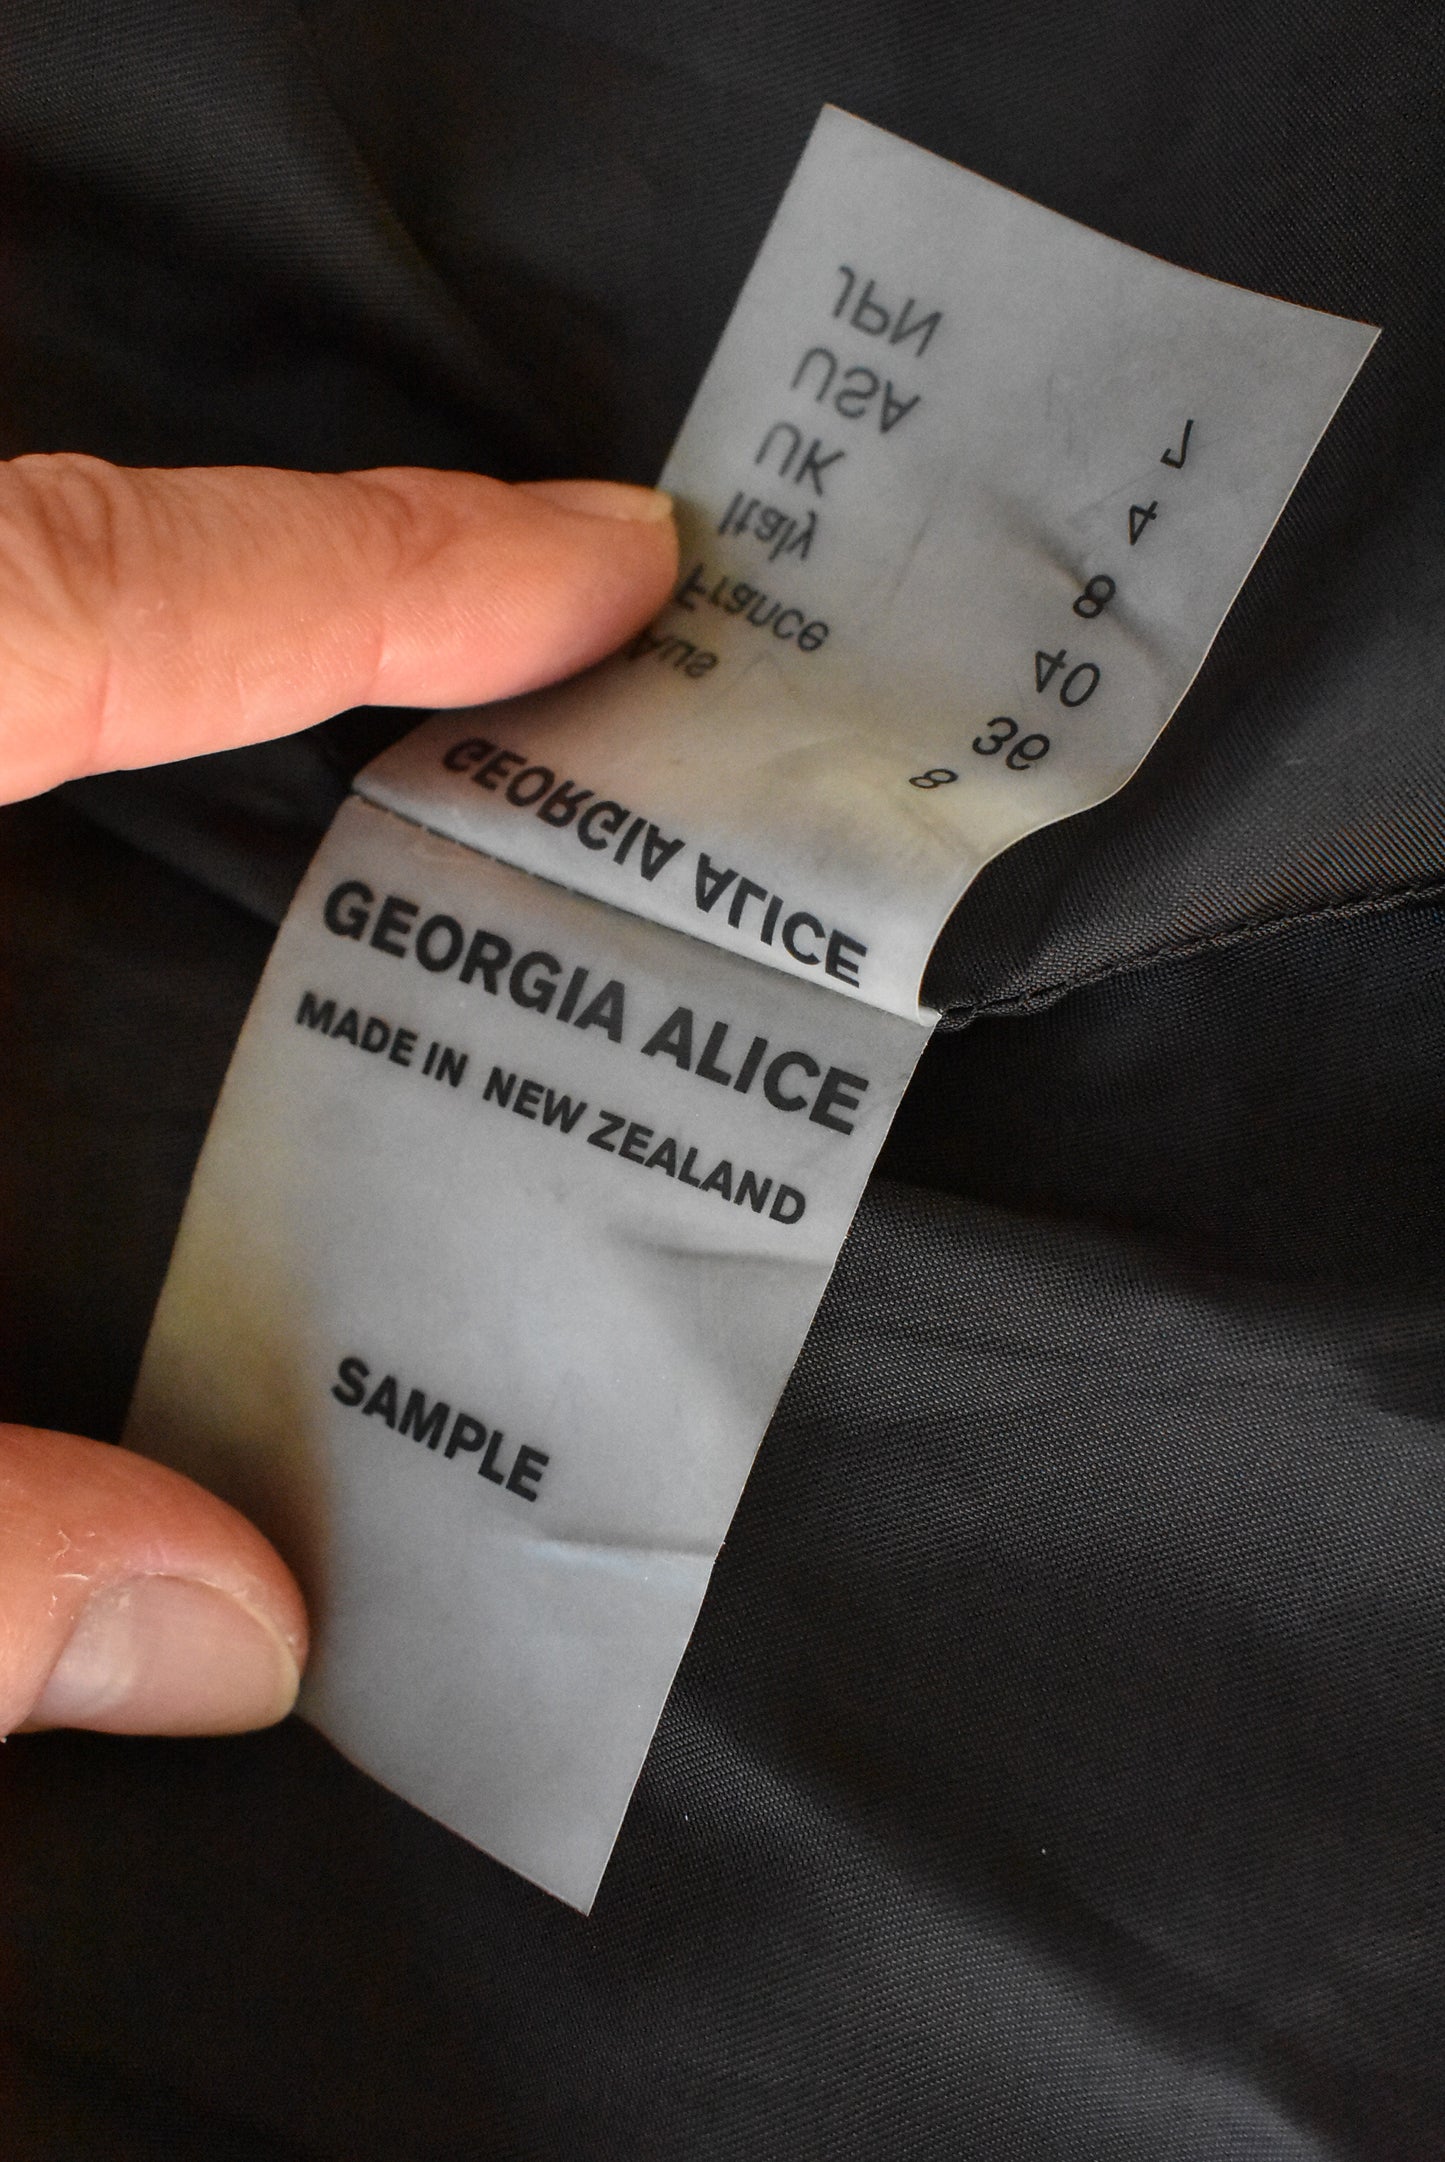 GEORGIA ALICE
Aus 8
France 36
Italy 40
UK 8
USA 4
JPN 7
GEORGIA ALICE
MADE IN NEW ZEALAND
SAMPLE